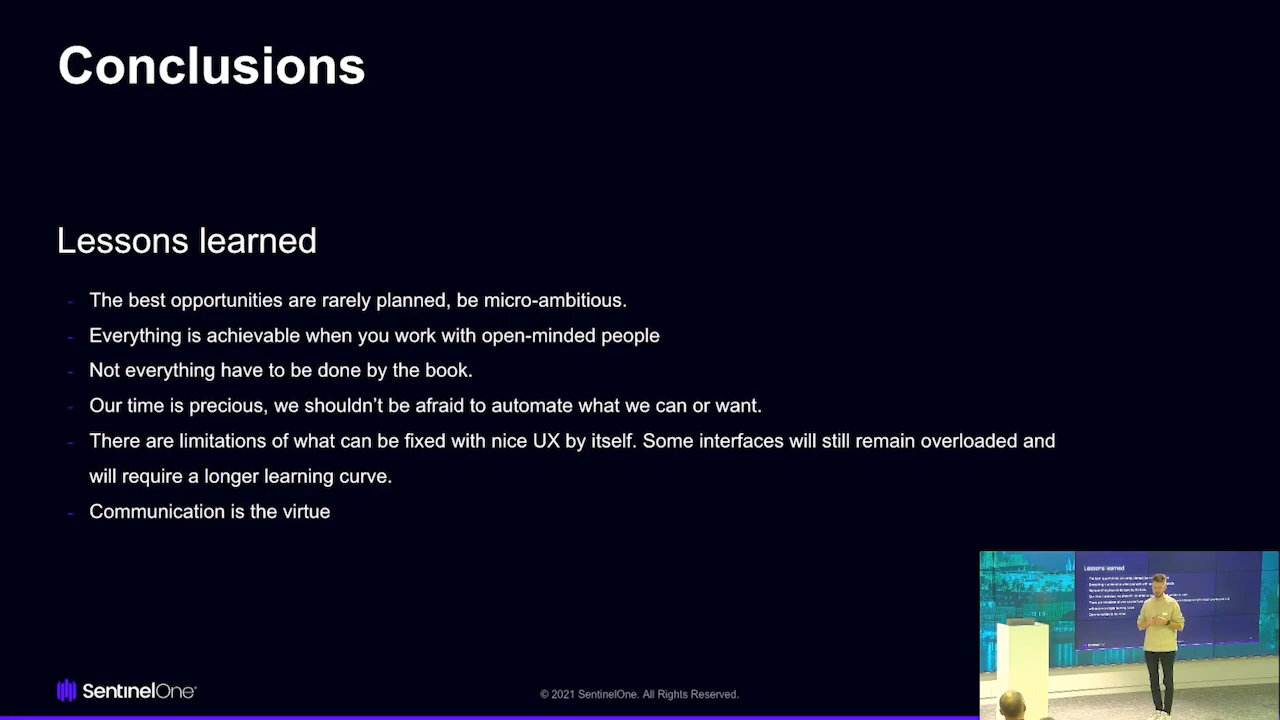 Conclusions
Lessons learned
- The best opportunities are rarely planned, be micro-ambitious.
- Everything is achievable when you work with open-minded people
- Not everything have to be done by the book.
- Our time is precious, we shouldn’t be afraid to automate what we can or want.
- There are limitations of what can be fixed with nice UX by itself. Some interfaces will still remain overloaded and
will require a longer learning curve.
- Communication is the virtue
SentinelOne
© 2021 SentinelOne. All Rights Reserved.
Lessons learned